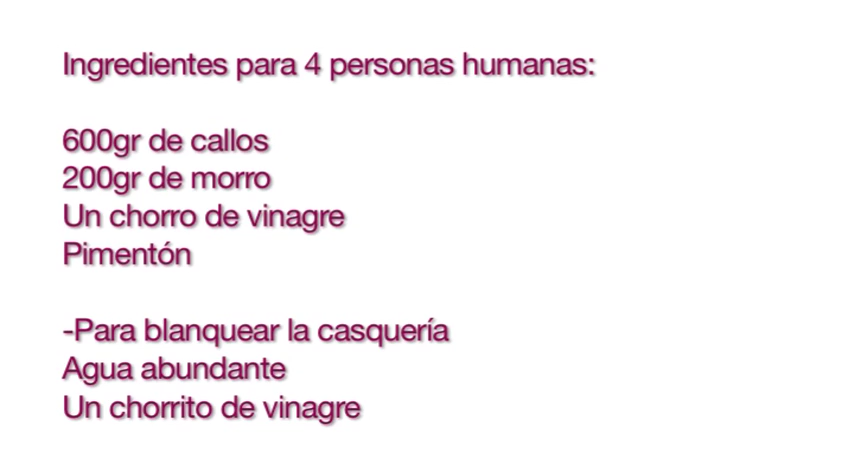 Ingredientes para 4 personas humanas:
600gr de callos
200gr de morro
Un chorro de vinagre
Pimentón
-Para blanquear la casquería
Agua abundante
Un chorrito de vinagre